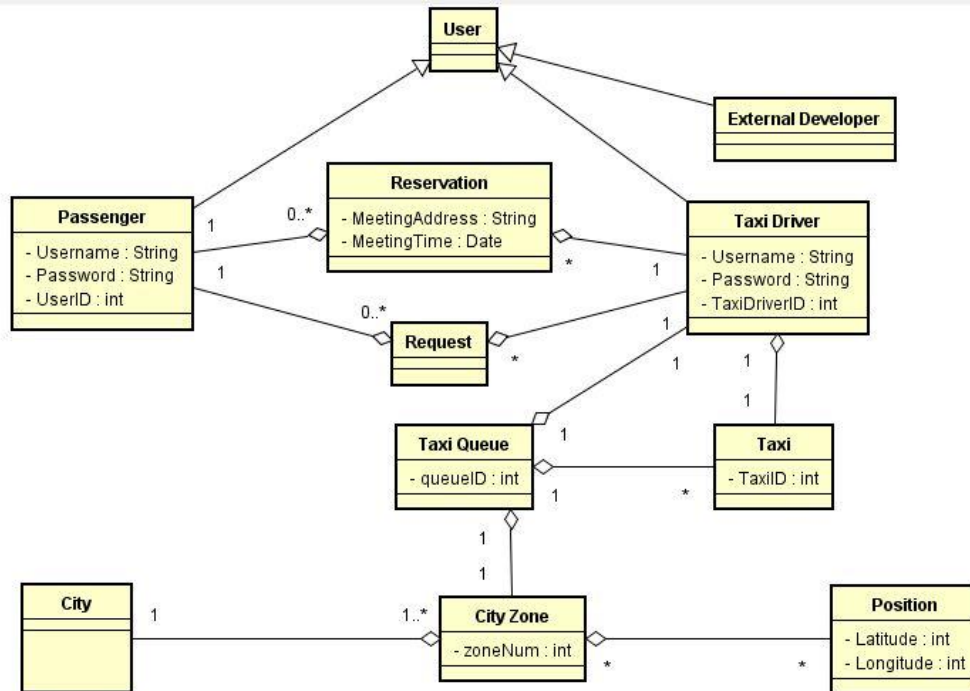 User
External Developer
Reservation
- MeetingAddress : String
- MeetingTime : Date
Passenger
- Username : String
- Password : String
- UserID : int
Taxi Driver
- Username : String
- Password : String
- TaxiDriverID : int
1
0..*
*
1
1
0..*
Request
*
1
1
1
Taxi Queue
- queueID : int
1
*
1
1
Taxi
- TaxiID : int
1
1
City
1
1..*
City Zone
- zoneNum : int
*
*
Position
- Latitude : int
- Longitude : int